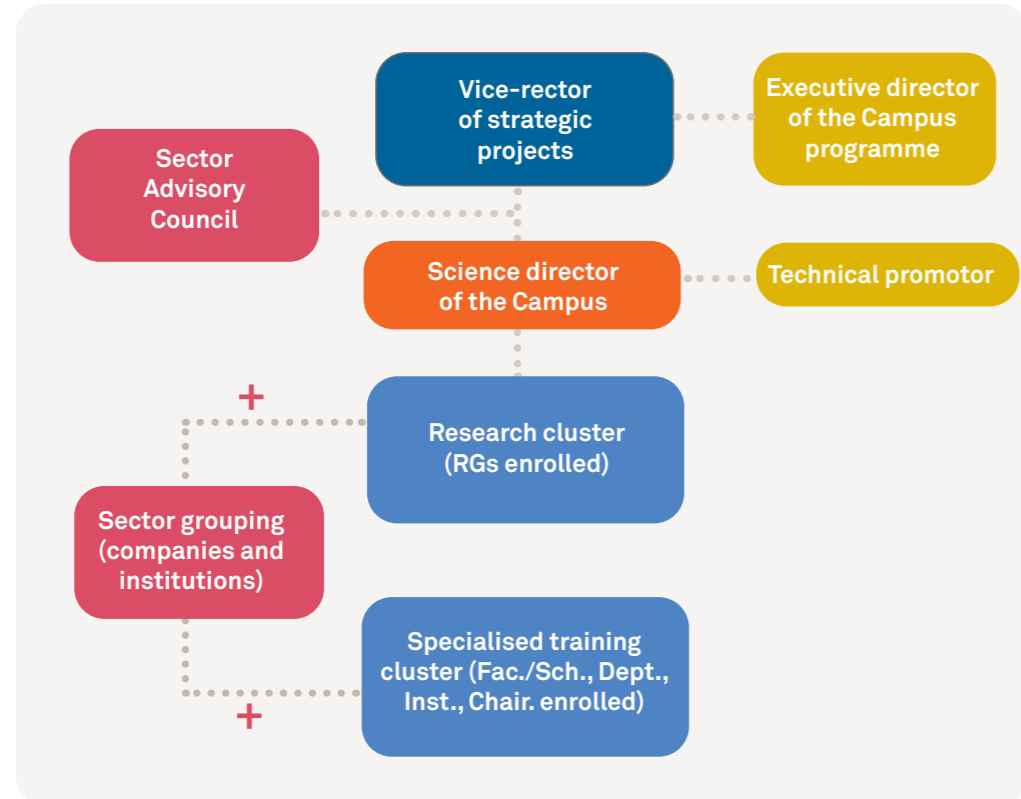 Vice-rector
of strategic
projects
Executive director
of the Campus
programme
Sector
Advisory
Council
Science director
of the Campus
Technical promotor
+
Research cluster
(RGs enrolled)
Sector grouping
(companies and
institutions)
Specialised training
cluster (Fac./Sch., Dept.,
Inst., Chair. enrolled)
+